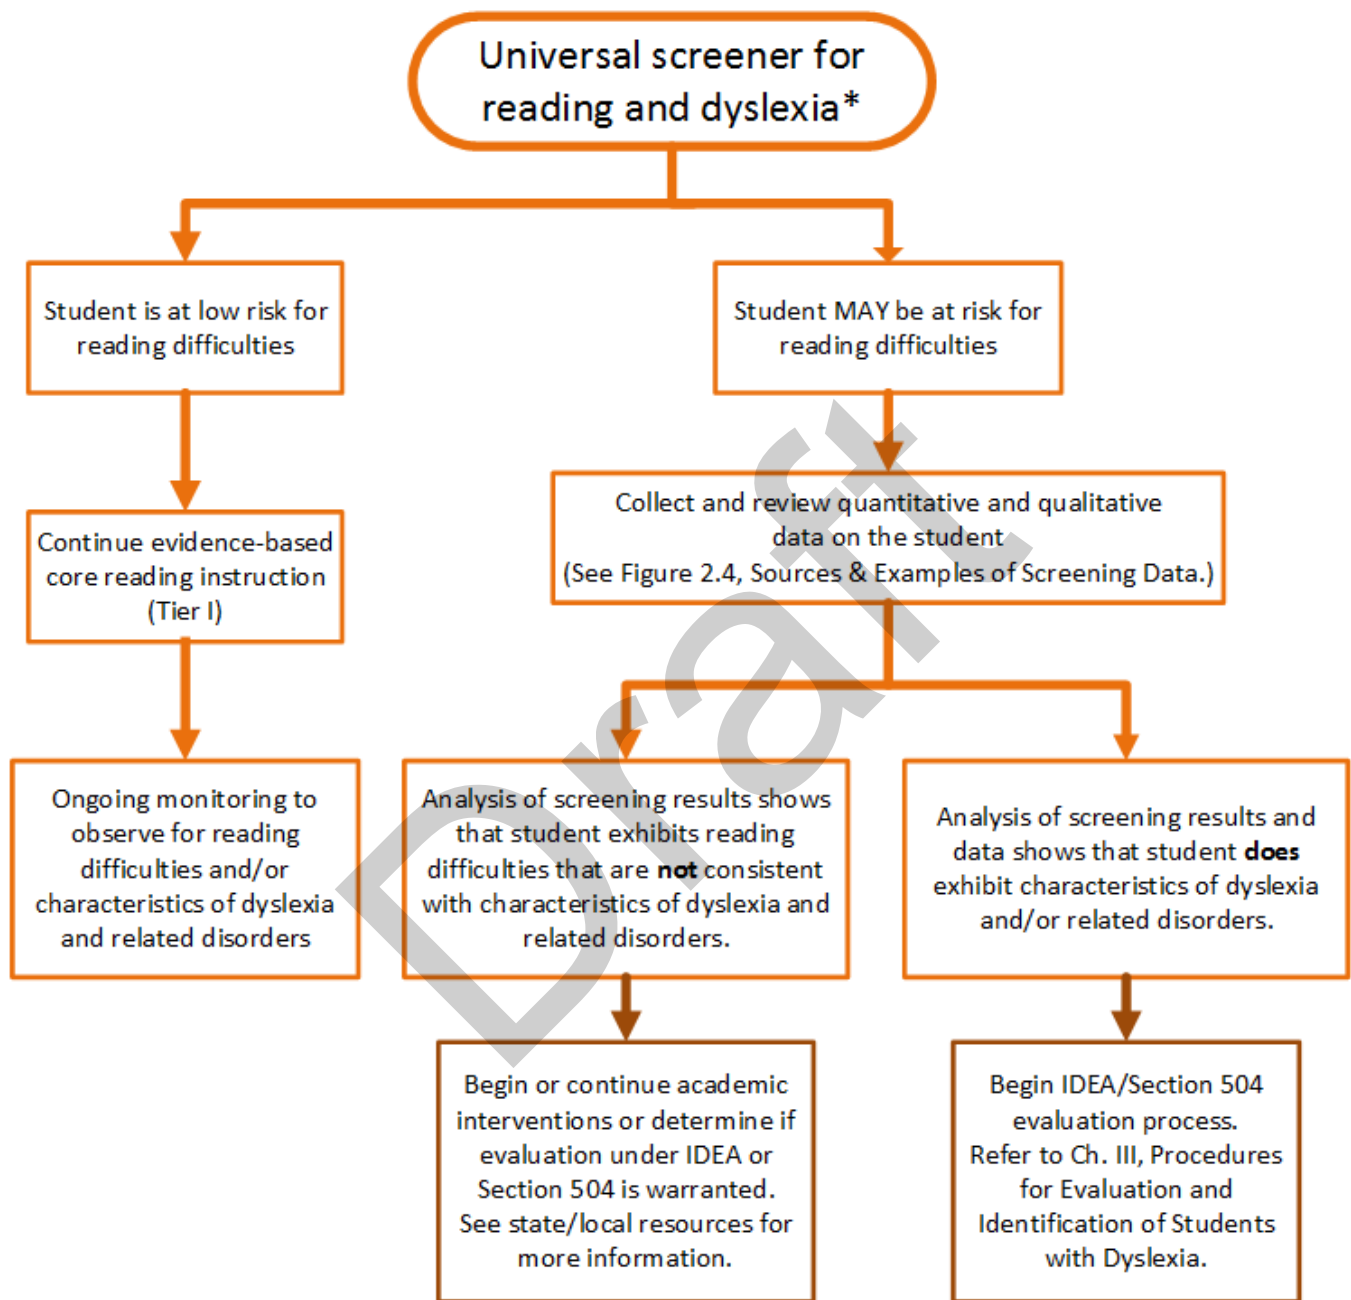 Universal screener for
reading and dyslexia*
Student is at low risk for
reading difficulties
Student MAY be at risk for
reading difficulties
Continue evidence-based
core reading instruction
(Tier I)
Collect and review quantitative and qualitative
data on the student
(See Figure 2.4, Sources & Examples of Screening Data.)
Ongoing monitoring to
observe for reading
difficulties and/or
characteristics of dyslexia
and related disorders
Analysis of screening results shows
that student exhibits reading
difficulties that are not consistent
with characteristics of dyslexia and
related disorders.
Analysis of screening results and
data shows that student does
exhibit characteristics of dyslexia
and/or related disorders.
Begin or continue academic
interventions or determine if
evaluation under IDEA or
Section 504 is warranted.
See state/local resources for
more information.
Begin IDEA/Section 504
evaluation process.
Refer to Ch. III, Procedures
for Evaluation and
Identification of Students
with Dyslexia.
Draft